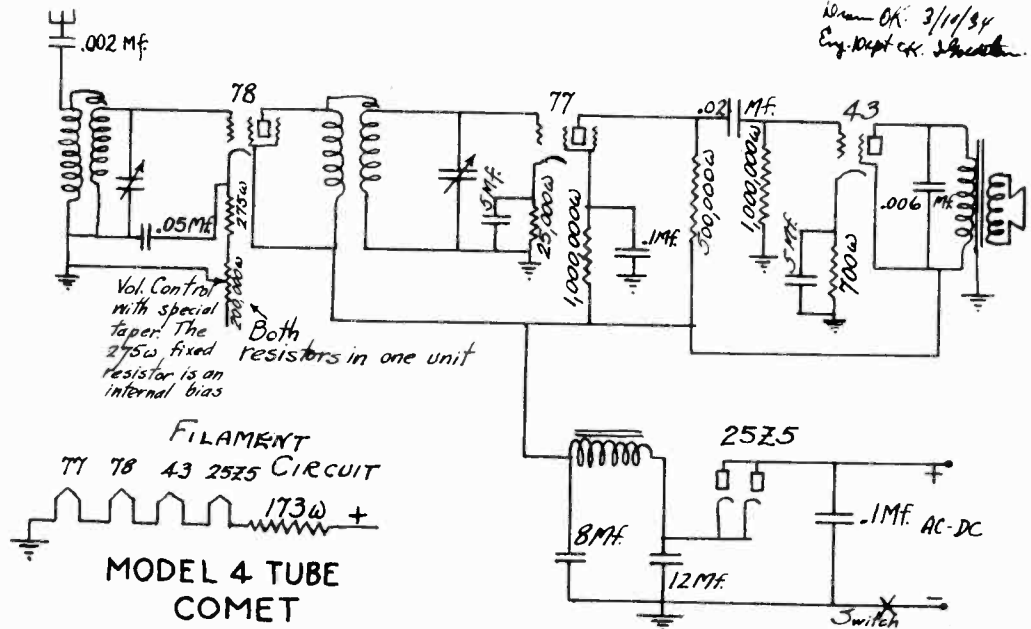 Drawn OK. 3/10/34
Eng. Dept OK.
.002 Mf.
78
77
.02 Mf.
43
.05 Mf.
275ω
200,000ω
.5 Mf.
25,000ω
1,000,000ω
.1 Mf.
500,000ω
1,000,000ω
5 Mf.
700ω
.006 Mf.
Vol. Control
with special
taper. The
275ω fixed
resistor is an
internal bias
Both
resistors in one unit
FILAMENT
CIRCUIT
77 78 43 25Z5
173ω +
MODEL 4 TUBE
COMET
25Z5
8 Mf.
12 Mf.
.1 Mf. AC-DC
+
−
Switch